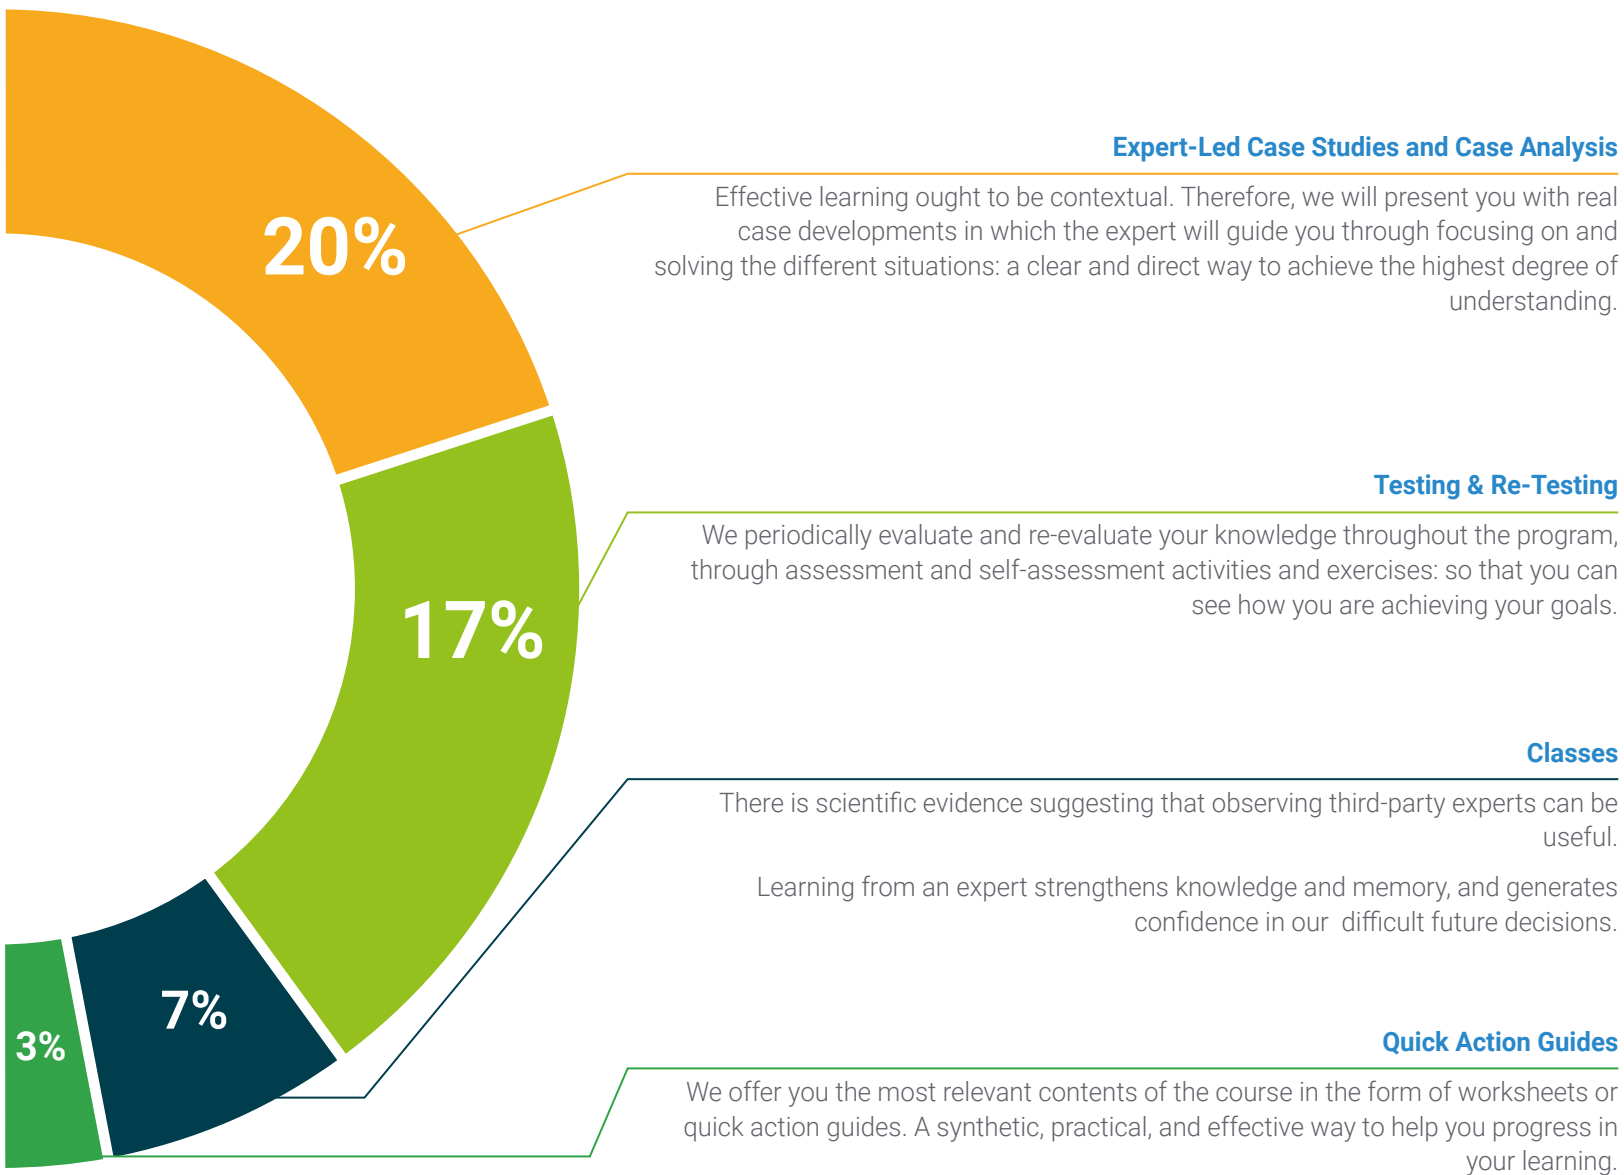 20%
Expert-Led Case Studies and Case Analysis
Effective learning ought to be contextual. Therefore, we will present you with real
case developments in which the expert will guide you through focusing on and
solving the different situations: a clear and direct way to achieve the highest degree of
understanding.
17%
Testing & Re-Testing
We periodically evaluate and re-evaluate your knowledge throughout the program,
through assessment and self-assessment activities and exercises: so that you can
see how you are achieving your goals.
7%
Classes
There is scientific evidence suggesting that observing third-party experts can be
useful.
Learning from an expert strengthens knowledge and memory, and generates
confidence in our  difficult future decisions.
3%
Quick Action Guides
We offer you the most relevant contents of the course in the form of worksheets or
quick action guides. A synthetic, practical, and effective way to help you progress in
your learning.